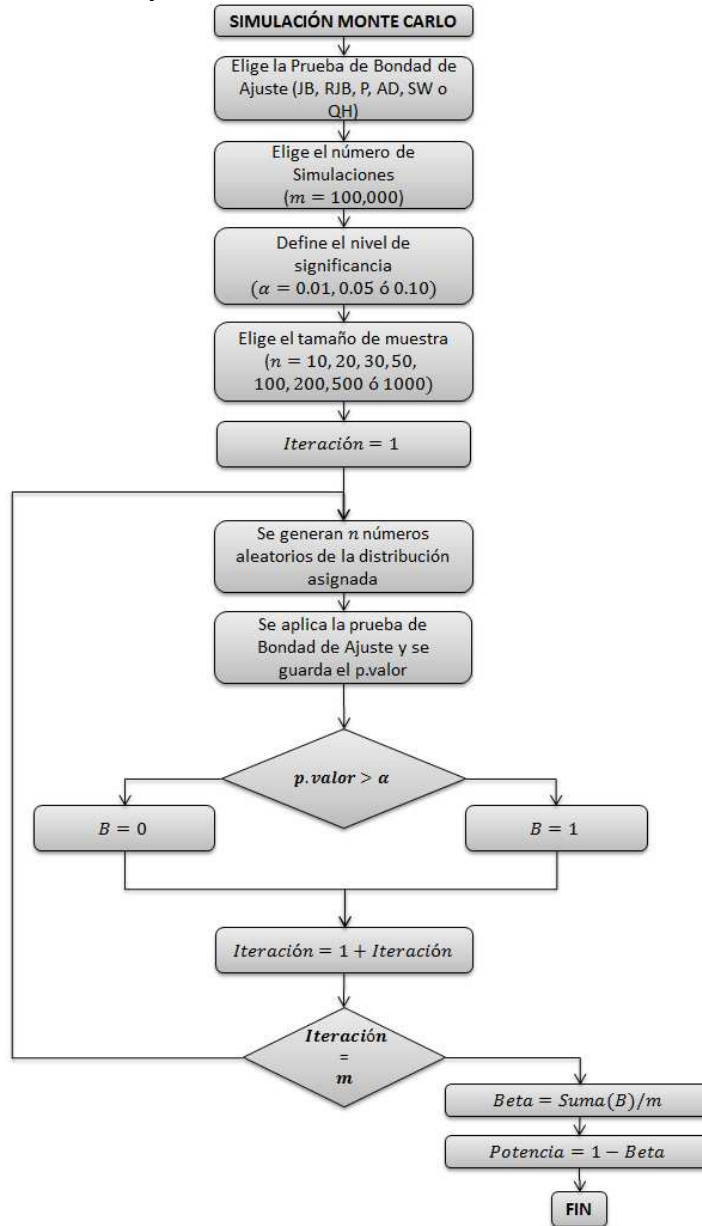 SIMULACIÓN MONTE CARLO
Elige la Prueba de Bondad de
Ajuste (JB, RJB, P, AD, SW o
QH)
Elige el número de
Simulaciones
(m = 100,000)
Define el nivel de
significancia
(α = 0.01, 0.05 ó 0.10)
Elige el tamaño de muestra
(n = 10, 20, 30, 50,
100, 200, 500 ó 1000)
Iteración = 1
Se generan n números
aleatorios de la distribución
asignada
Se aplica la prueba de
Bondad de Ajuste y se
guarda el p.valor
p.valor > α
B = 0
B = 1
Iteración = 1 + Iteración
Iteración
=
m
Beta = Suma(B)/m
Potencia = 1 − Beta
FIN